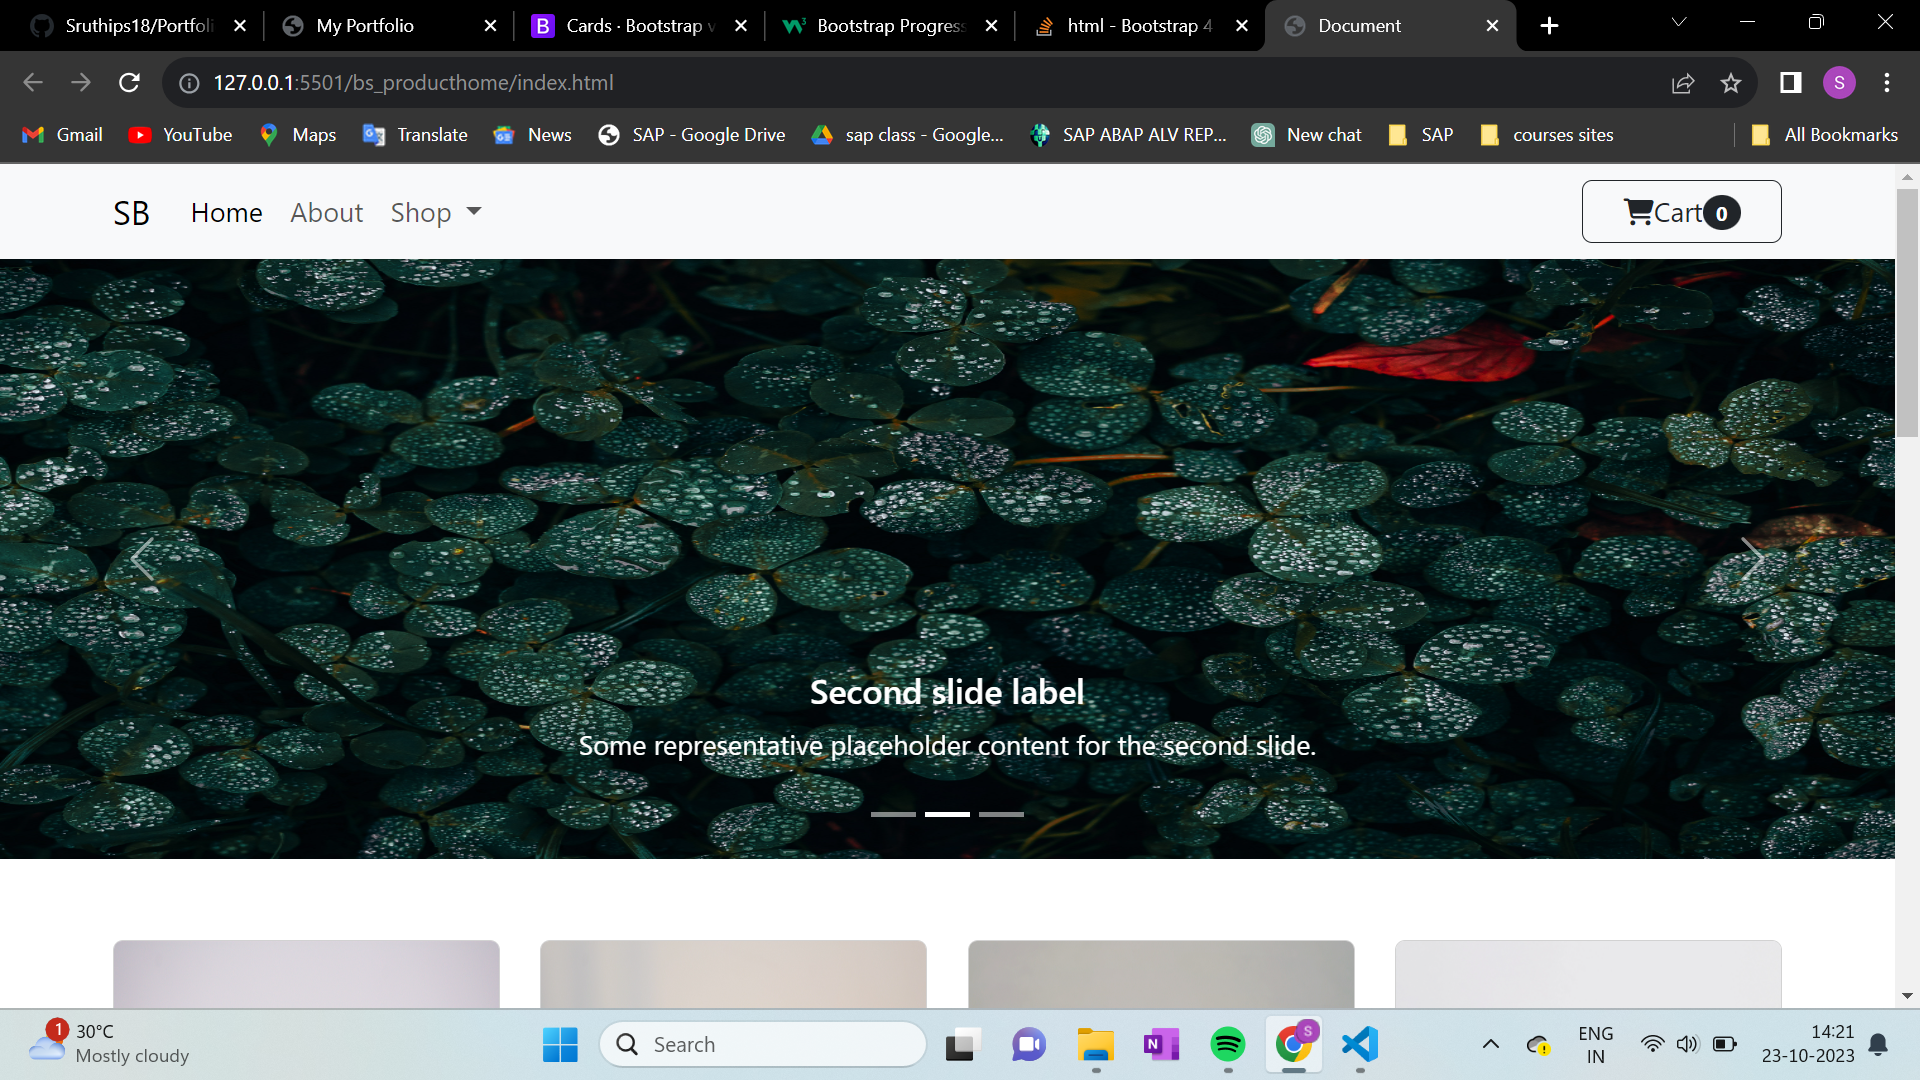 Sruthips18/Portfoli
My Portfolio
Cards · Bootstrap v
Bootstrap Progress
html - Bootstrap 4
Document
127.0.0.1:5501/bs_producthome/index.html
S
Gmail
YouTube
Maps
Translate
News
SAP - Google Drive
sap class - Google...
SAP ABAP ALV REP...
New chat
SAP
courses sites
All Bookmarks
SB
Home
About
Shop
Cart 0
Second slide label
Some representative placeholder content for the second slide.
1
30°C
Mostly cloudy
Search
N
S
ENG
IN
14:21
23-10-2023